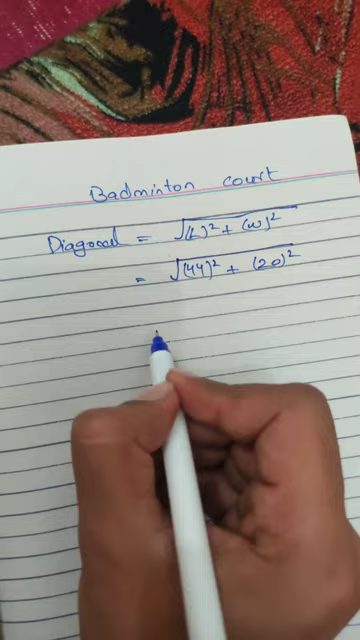 Badminton court
Diagonal = √(L)² + (W)²
= √(44)² + (20)²